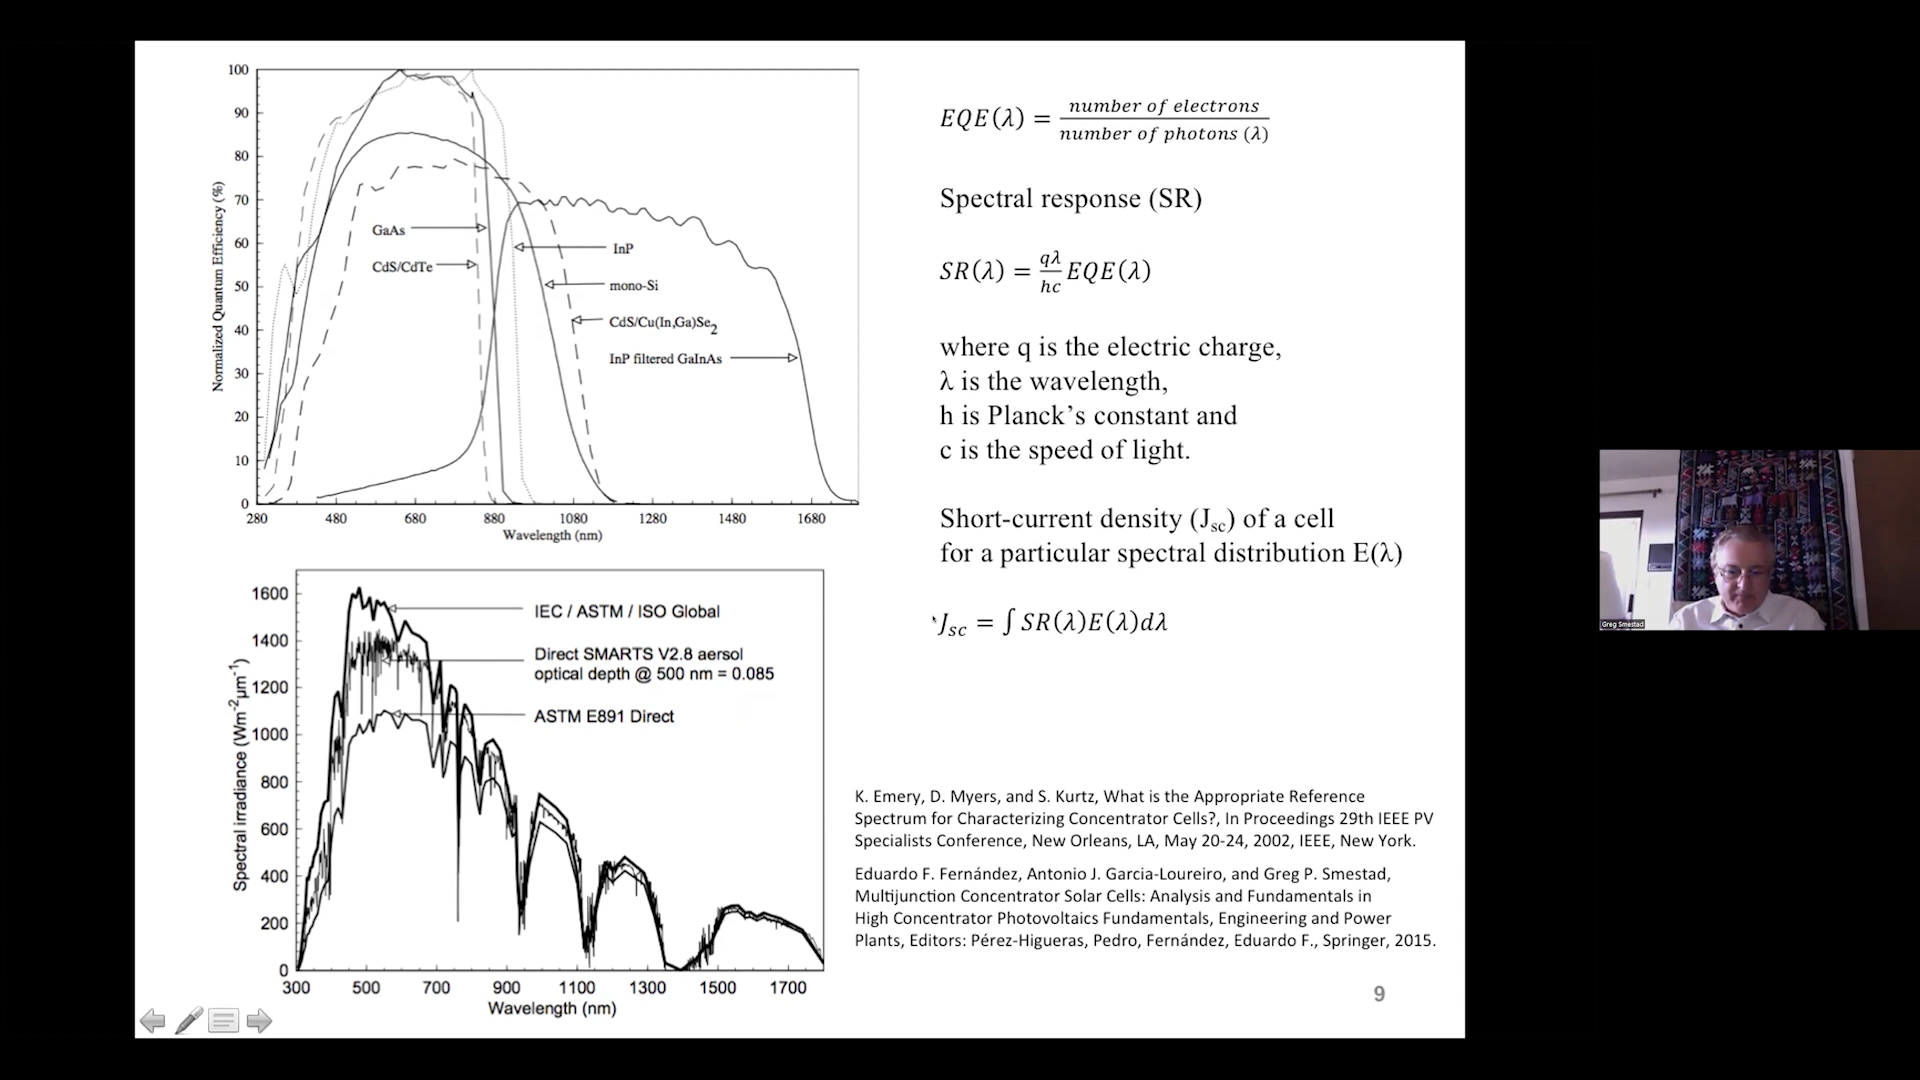 100
90
80
70
60
50
40
30
20
10
0
Normalized Quantum Efficiency (%)
GaAs
CdS/CdTe
InP
mono-Si
CdS/Cu(In,Ga)Se2
InP filtered GaInAs
280 480 680 880 1080 1280 1480 1680
Wavelength (nm)
1600
1400
1200
1000
800
600
400
200
0
Spectral irradiance (Wm-2μm-1)
IEC / ASTM / ISO Global
Direct SMARTS V2.8 aersol
optical depth @ 500 nm = 0.085
ASTM E891 Direct
300 500 700 900 1100 1300 1500 1700
Wavelength (nm)
EQE(λ) = number of electrons / number of photons (λ)
Spectral response (SR)
SR(λ) = qλ/hc EQE(λ)
where q is the electric charge,
λ is the wavelength,
h is Planck’s constant and
c is the speed of light.
Short-current density (Jsc) of a cell
for a particular spectral distribution E(λ)
Jsc = ∫ SR(λ)E(λ)dλ
K. Emery, D. Myers, and S. Kurtz, What is the Appropriate Reference
Spectrum for Characterizing Concentrator Cells?, In Proceedings 29th IEEE PV
Specialists Conference, New Orleans, LA, May 20-24, 2002, IEEE, New York.
Eduardo F. Fernández, Antonio J. Garcia-Loureiro, and Greg P. Smestad,
Multijunction Concentrator Solar Cells: Analysis and Fundamentals in
High Concentrator Photovoltaics Fundamentals, Engineering and Power
Plants, Editors: Pérez-Higueras, Pedro, Fernández, Eduardo F., Springer, 2015.
9
Greg Smestad